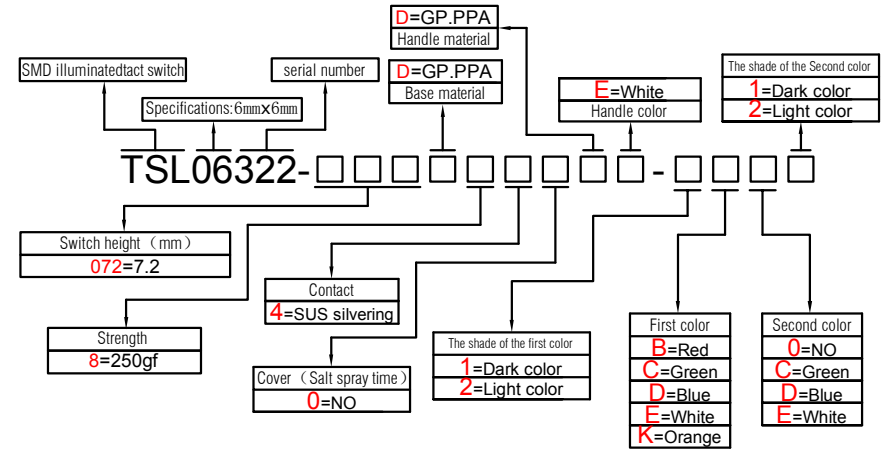 D=GP.PPA
Handle material
SMD illuminatedtact switch
serial number
D=GP.PPA
Base material
The shade of the Second color
1=Dark color
2=Light color
Specifications:6mmX6mm
E=White
Handle color
TSL06322-□□□□□□□□□-□□□□
Switch height（mm）
072=7.2
Contact
4=SUS silvering
Strength
8=250gf
The shade of the first color
1=Dark color
2=Light color
Cover（Salt spray time）
0=NO
First color
B=Red
C=Green
D=Blue
E=White
K=Orange
Second color
0=NO
C=Green
D=Blue
E=White